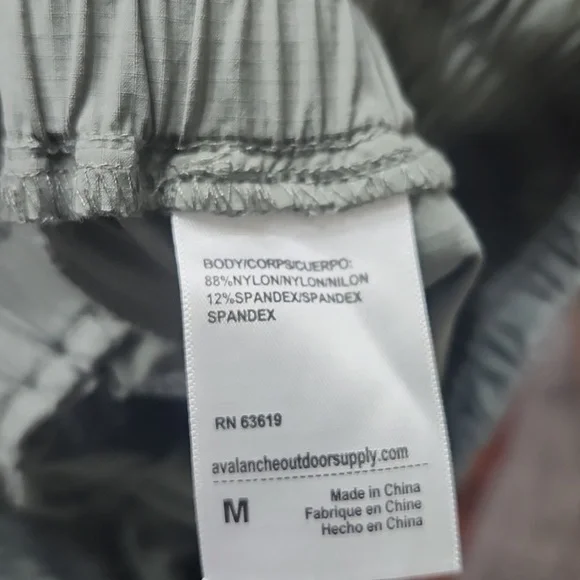 BODY/CORPS/CUERPO:
88%NYLON/NYLON/NILON
12%SPANDEX/SPANDEX
SPANDEX
RN 63619
avalancheoutdoorsupply.com
M
Made in China
Fabrique en Chine
Hecho en China